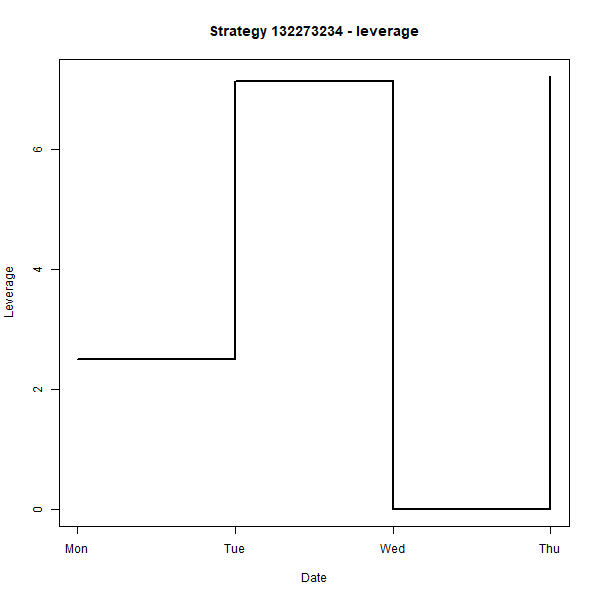 Strategy 132273234 - leverage
Leverage
6
4
2
0
Mon Tue Wed Thu
Date